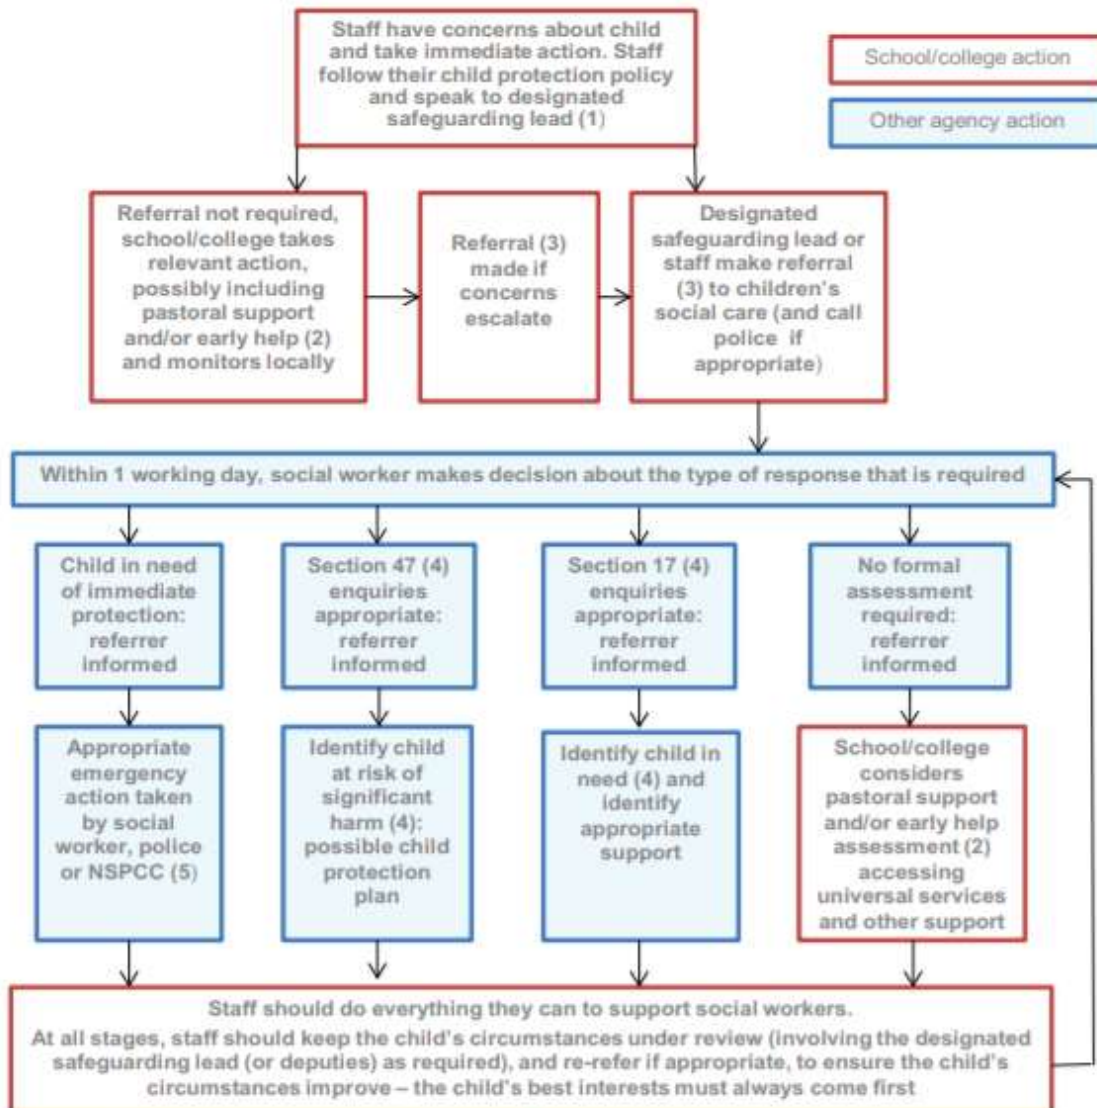 Staff have concerns about child
and take immediate action. Staff
follow their child protection policy
and speak to designated
safeguarding lead (1)
School/college action
Other agency action
Referral not required,
school/college takes
relevant action,
possibly including
pastoral support
and/or early help (2)
and monitors locally
Referral (3)
made if
concerns
escalate
Designated
safeguarding lead or
staff make referral
(3) to children's
social care (and call
police if
appropriate)
Within 1 working day, social worker makes decision about the type of response that is required
Child in need
of immediate
protection:
referrer
informed
Section 47 (4)
enquiries
appropriate:
referrer
informed
Section 17 (4)
enquiries
appropriate:
referrer
informed
No formal
assessment
required:
referrer
informed
Appropriate
emergency
action taken
by social
worker, police
or NSPCC (5)
Identify child
at risk of
significant
harm (4):
possible child
protection
plan
Identify child in
need (4) and
identify
appropriate
support
School/college
considers
pastoral support
and/or early help
assessment (2)
accessing
universal services
and other support
Staff should do everything they can to support social workers.
At all stages, staff should keep the child's circumstances under review (involving the designated
safeguarding lead (or deputies) as required), and re-refer if appropriate, to ensure the child's
circumstances improve – the child's best interests must always come first